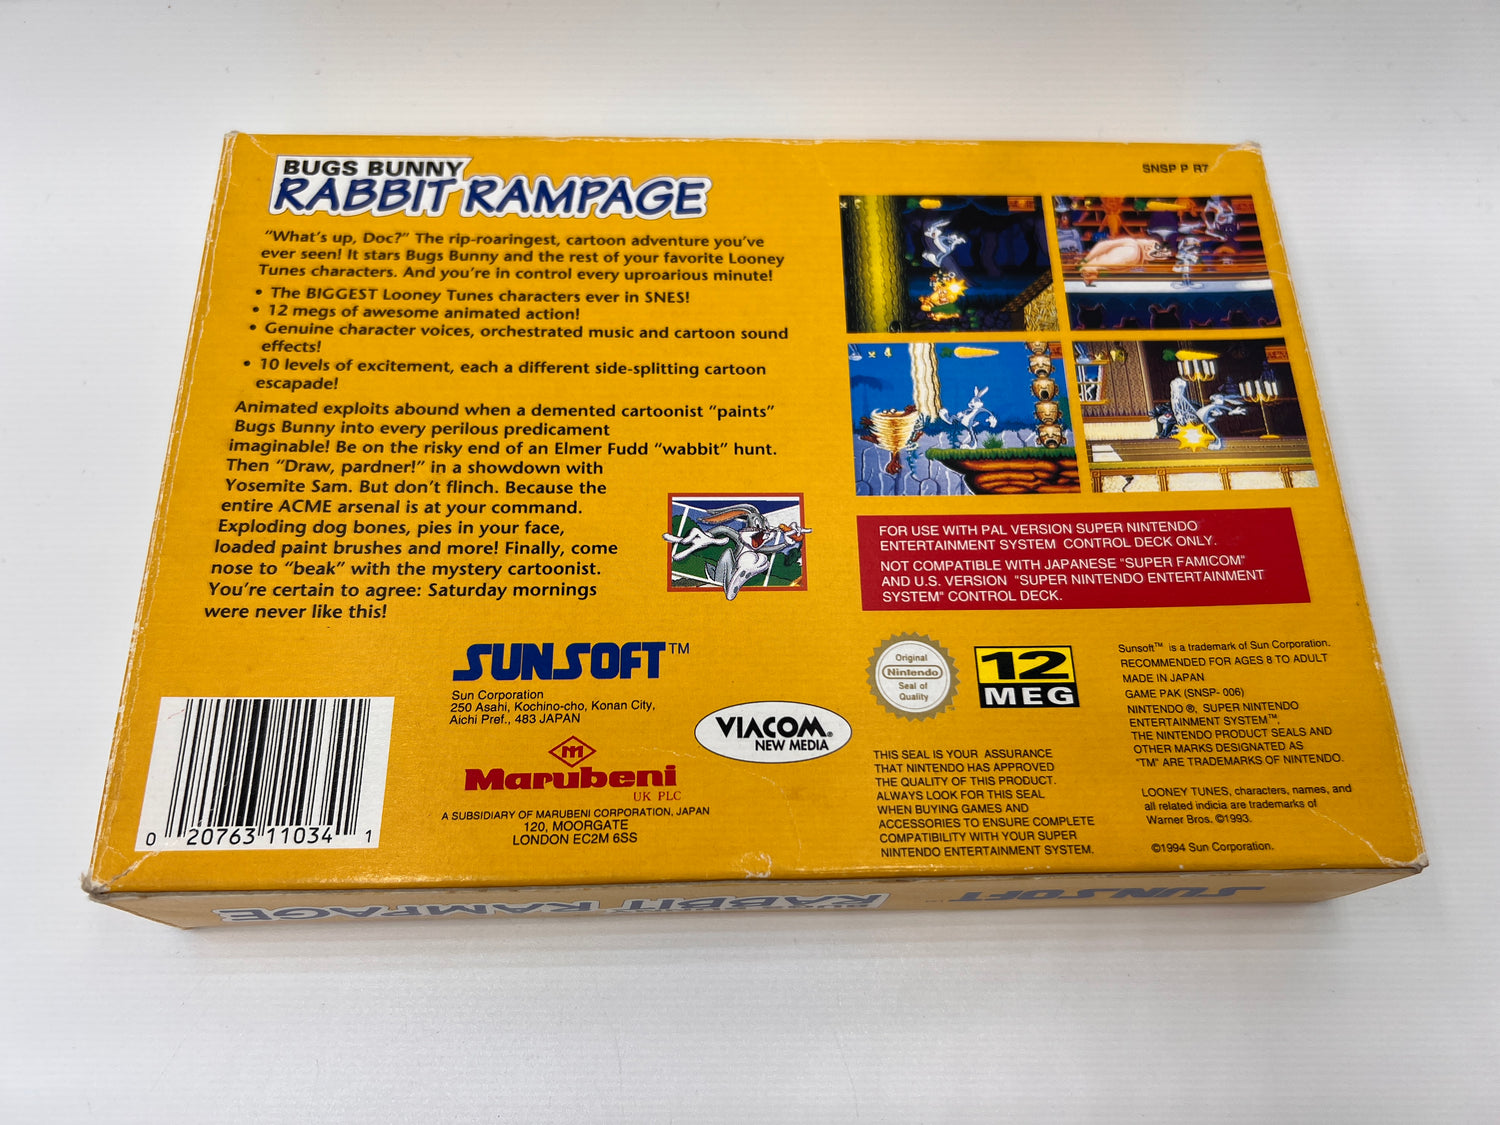 BUGS BUNNY
RABBIT RAMPAGE
"What's up, Doc?" The rip-roaringest, cartoon adventure you've
ever seen! It stars Bugs Bunny and the rest of your favorite Looney
Tunes characters. And you're in control every uproarious minute!
• The BIGGEST Looney Tunes characters ever in SNES!
• 12 megs of awesome animated action!
• Genuine character voices, orchestrated music and cartoon sound
effects!
• 10 levels of excitement, each a different side-splitting cartoon
escapade!
Animated exploits abound when a demented cartoonist "paints"
Bugs Bunny into every perilous predicament
imaginable! Be on the risky end of an Elmer Fudd "wabbit" hunt.
Then "Draw, pardner!" in a showdown with
Yosemite Sam. But don't flinch. Because the
entire ACME arsenal is at your command.
Exploding dog bones, pies in your face,
loaded paint brushes and more! Finally, come
nose to "beak" with the mystery cartoonist.
You're certain to agree: Saturday mornings
were never like this!
SNSP P R7
FOR USE WITH PAL VERSION SUPER NINTENDO
ENTERTAINMENT SYSTEM CONTROL DECK ONLY.
NOT COMPATIBLE WITH JAPANESE "SUPER FAMICOM"
AND U.S. VERSION "SUPER NINTENDO ENTERTAINMENT
SYSTEM" CONTROL DECK.
SUNSOFT™
Sun Corporation
250 Asahi, Kochino-cho, Konan City,
Aichi Pref., 483 JAPAN
Marubeni
UK PLC
A SUBSIDIARY OF MARUBENI CORPORATION, JAPAN
120, MOORGATE
LONDON EC2M 6SS
VIACOM®
NEW MEDIA
0 20763 11034 1
Original
Nintendo
Seal of
Quality
12
MEG
THIS SEAL IS YOUR ASSURANCE
THAT NINTENDO HAS APPROVED
THE QUALITY OF THIS PRODUCT.
ALWAYS LOOK FOR THIS SEAL
WHEN BUYING GAMES AND
ACCESSORIES TO ENSURE COMPLETE
COMPATIBILITY WITH YOUR SUPER
NINTENDO ENTERTAINMENT SYSTEM.
Sunsoft™ is a trademark of Sun Corporation.
RECOMMENDED FOR AGES 8 TO ADULT
MADE IN JAPAN
GAME PAK (SNSP- 006)
NINTENDO ®, SUPER NINTENDO
ENTERTAINMENT SYSTEM™,
THE NINTENDO PRODUCT SEALS AND
OTHER MARKS DESIGNATED AS
"TM" ARE TRADEMARKS OF NINTENDO.
LOONEY TUNES, characters, names, and
all related indicia are trademarks of
Warner Bros. ©1993.
©1994 Sun Corporation.
SUNSOFT™
BUGS BUNNY
RABBIT RAMPAGE